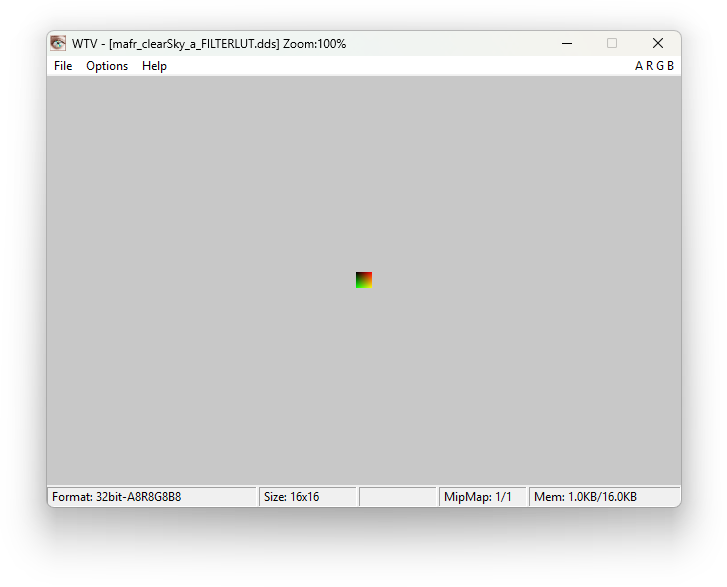 WTV - [mafr_clearSky_a_FILTERLUT.dds] Zoom:100%
File Options Help A R G B
Format: 32bit-A8R8G8B8 Size: 16x16 MipMap: 1/1 Mem: 1.0KB/16.0KB